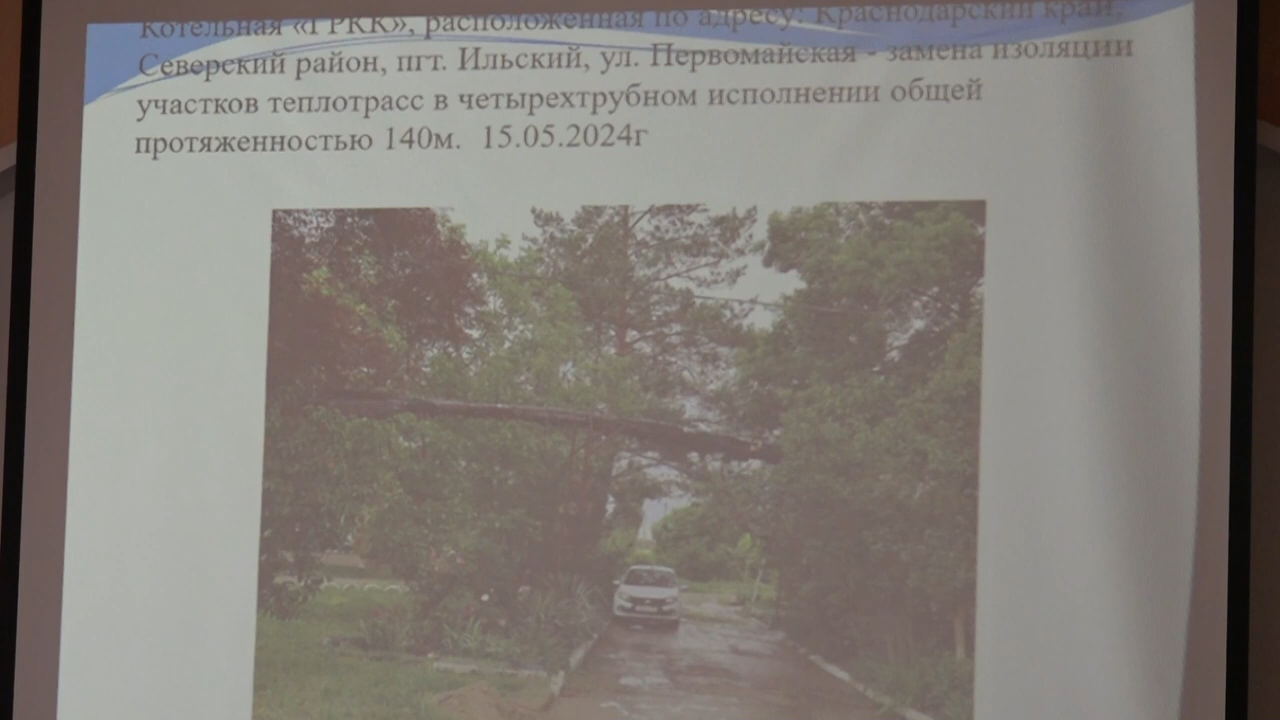 Котельная «ГРКК», расположенная по адресу: Краснодарский край,
Северский район, пгт. Ильский, ул. Первомайская - замена изоляции
участков теплотрасс в четырехтрубном исполнении общей
протяженностью 140м. 15.05.2024г